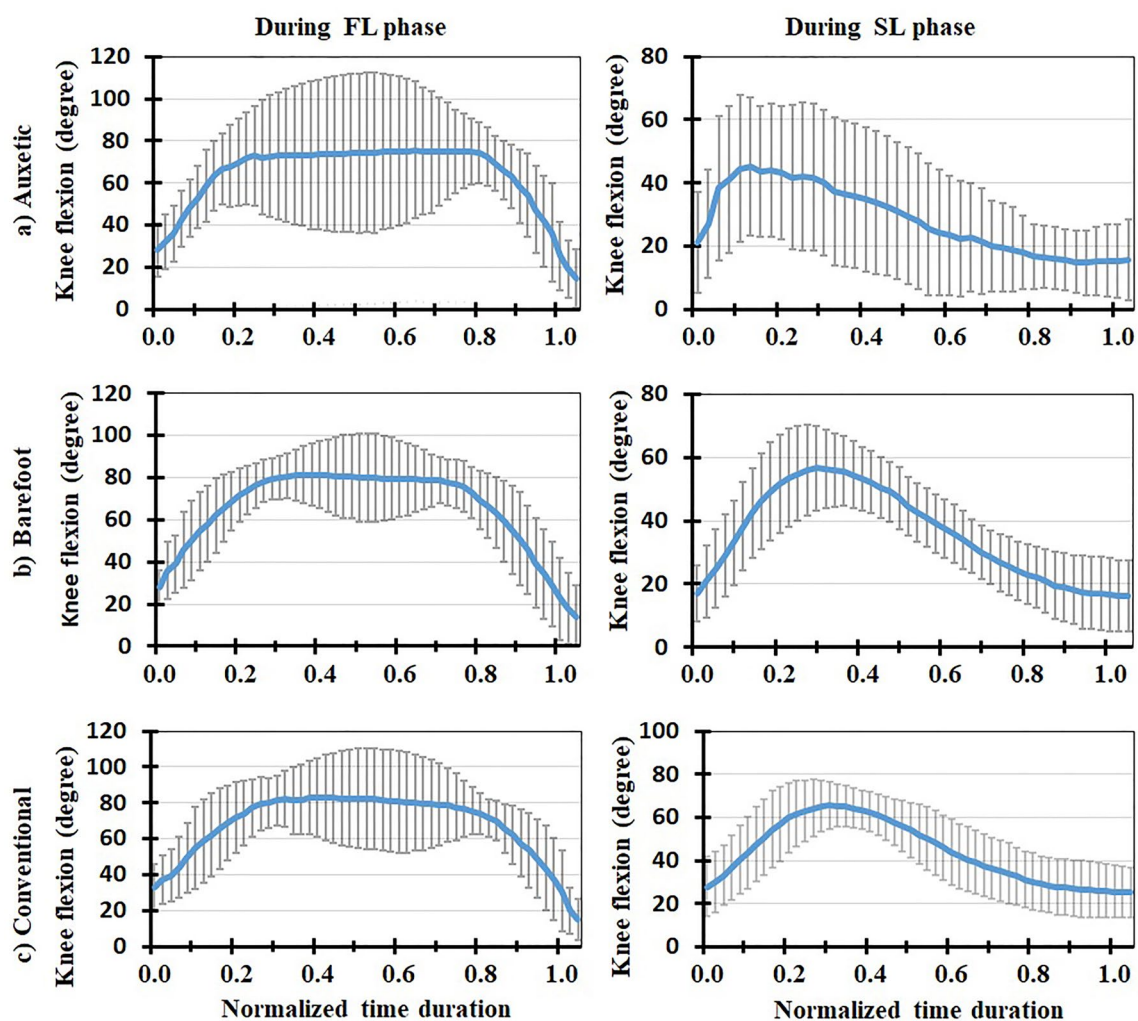 During FL phase
During SL phase
a) Auxetic
Knee flexion (degree)
120
100
80
60
40
20
0
0.0 0.2 0.4 0.6 0.8 1.0
Knee flexion (degree)
80
60
40
20
0
0.0 0.2 0.4 0.6 0.8 1.0
b) Barefoot
Knee flexion (degree)
120
100
80
60
40
20
0
0.0 0.2 0.4 0.6 0.8 1.0
Knee flexion (degree)
80
60
40
20
0
0.0 0.2 0.4 0.6 0.8 1.0
c) Conventional
Knee flexion (degree)
120
100
80
60
40
20
0
0.0 0.2 0.4 0.6 0.8 1.0
Normalized time duration
Knee flexion (degree)
100
80
60
40
20
0
0.0 0.2 0.4 0.6 0.8 1.0
Normalized time duration